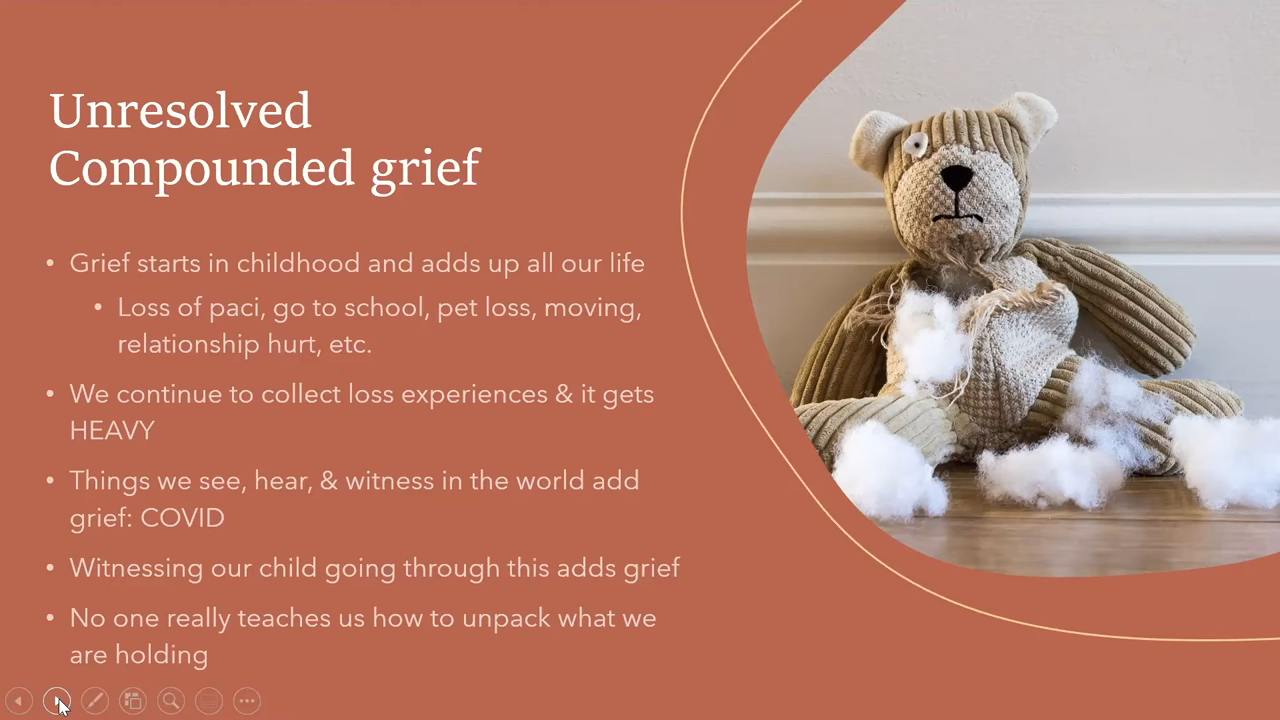 Unresolved
Compounded grief
• Grief starts in childhood and adds up all our life
• Loss of paci, go to school, pet loss, moving,
relationship hurt, etc.
• We continue to collect loss experiences & it gets
HEAVY
• Things we see, hear, & witness in the world add
grief: COVID
• Witnessing our child going through this adds grief
• No one really teaches us how to unpack what we
are holding